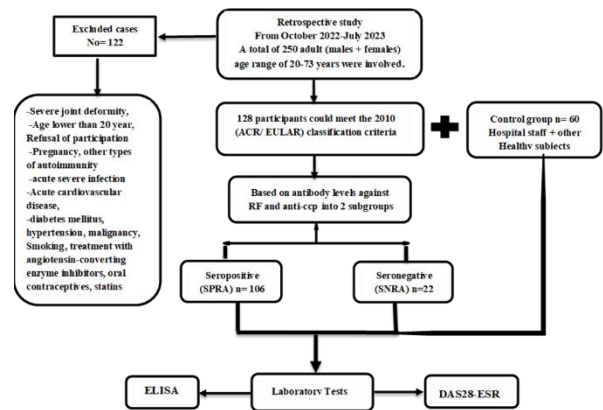 Excluded cases
No= 122
Retrospective study
From October 2022-July 2023
A total of 250 adult (males + females)
age range of 20-73 years were involved.
-Severe joint deformity,
-Age lower than 20 year,
Refusal of participation
-Pregnancy, other types
of autoimmunity
-acute severe infection
-Acute cardiovascular
disease,
-diabetes mellitus,
hypertension, malignancy,
Smoking, treatment with
angiotensin-converting
enzyme inhibitors, oral
contraceptives, statins
128 participants could meet the 2010
(ACR/ EULAR) classification criteria
Control group n= 60
Hospital staff + other
Healthy subjects
Based on antibody levels against
RF and anti-ccp into 2 subgroups
Seropositive
(SPRA) n= 106
Seronegative
(SNRA) n=22
ELISA
Laboratory Tests
DAS28-ESR